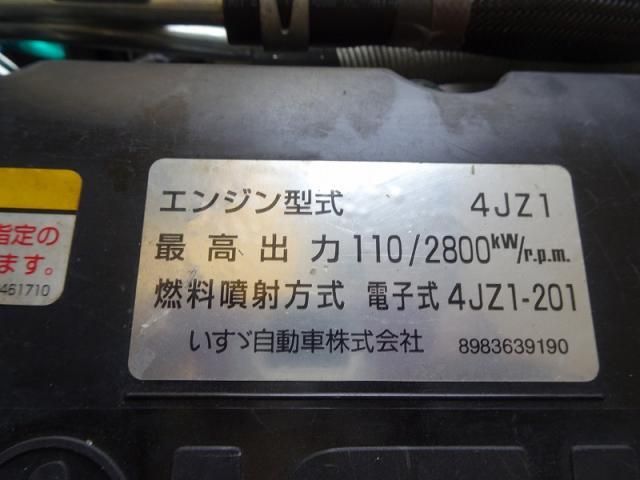 エンジン型式 4JZ1
最高出力 110/2800kW/r.p.m.
燃料噴射方式 電子式 4JZ1-201
いすゞ自動車株式会社 8983639190
指定の
ます。
461710